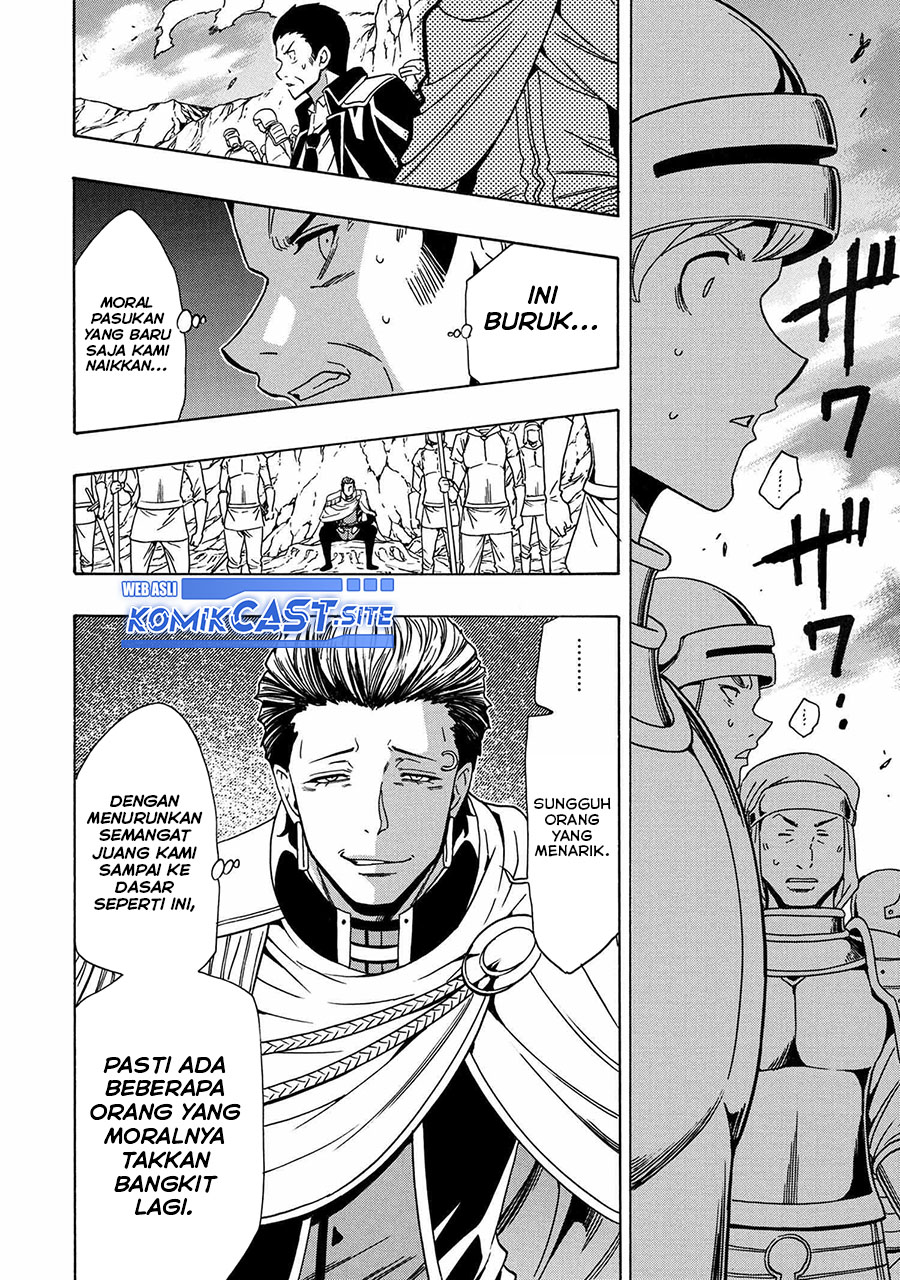 ザワ
…
ザワ…
…
INI
BURUK...
MORAL
PASUKAN
YANG BARU
SAJA KAMI
NAIKKAN...
WEB ASLI
KOMIKCAST.SITE
.........
SUNGGUH
ORANG
YANG
MENARIK.
DENGAN
MENURUNKAN
SEMANGAT
JUANG KAMI
SAMPAI KE
DASAR
SEPERTI INI,
PASTI ADA
BEBERAPA
ORANG YANG
MORALNYA
TAKKAN
BANGKIT
LAGI.